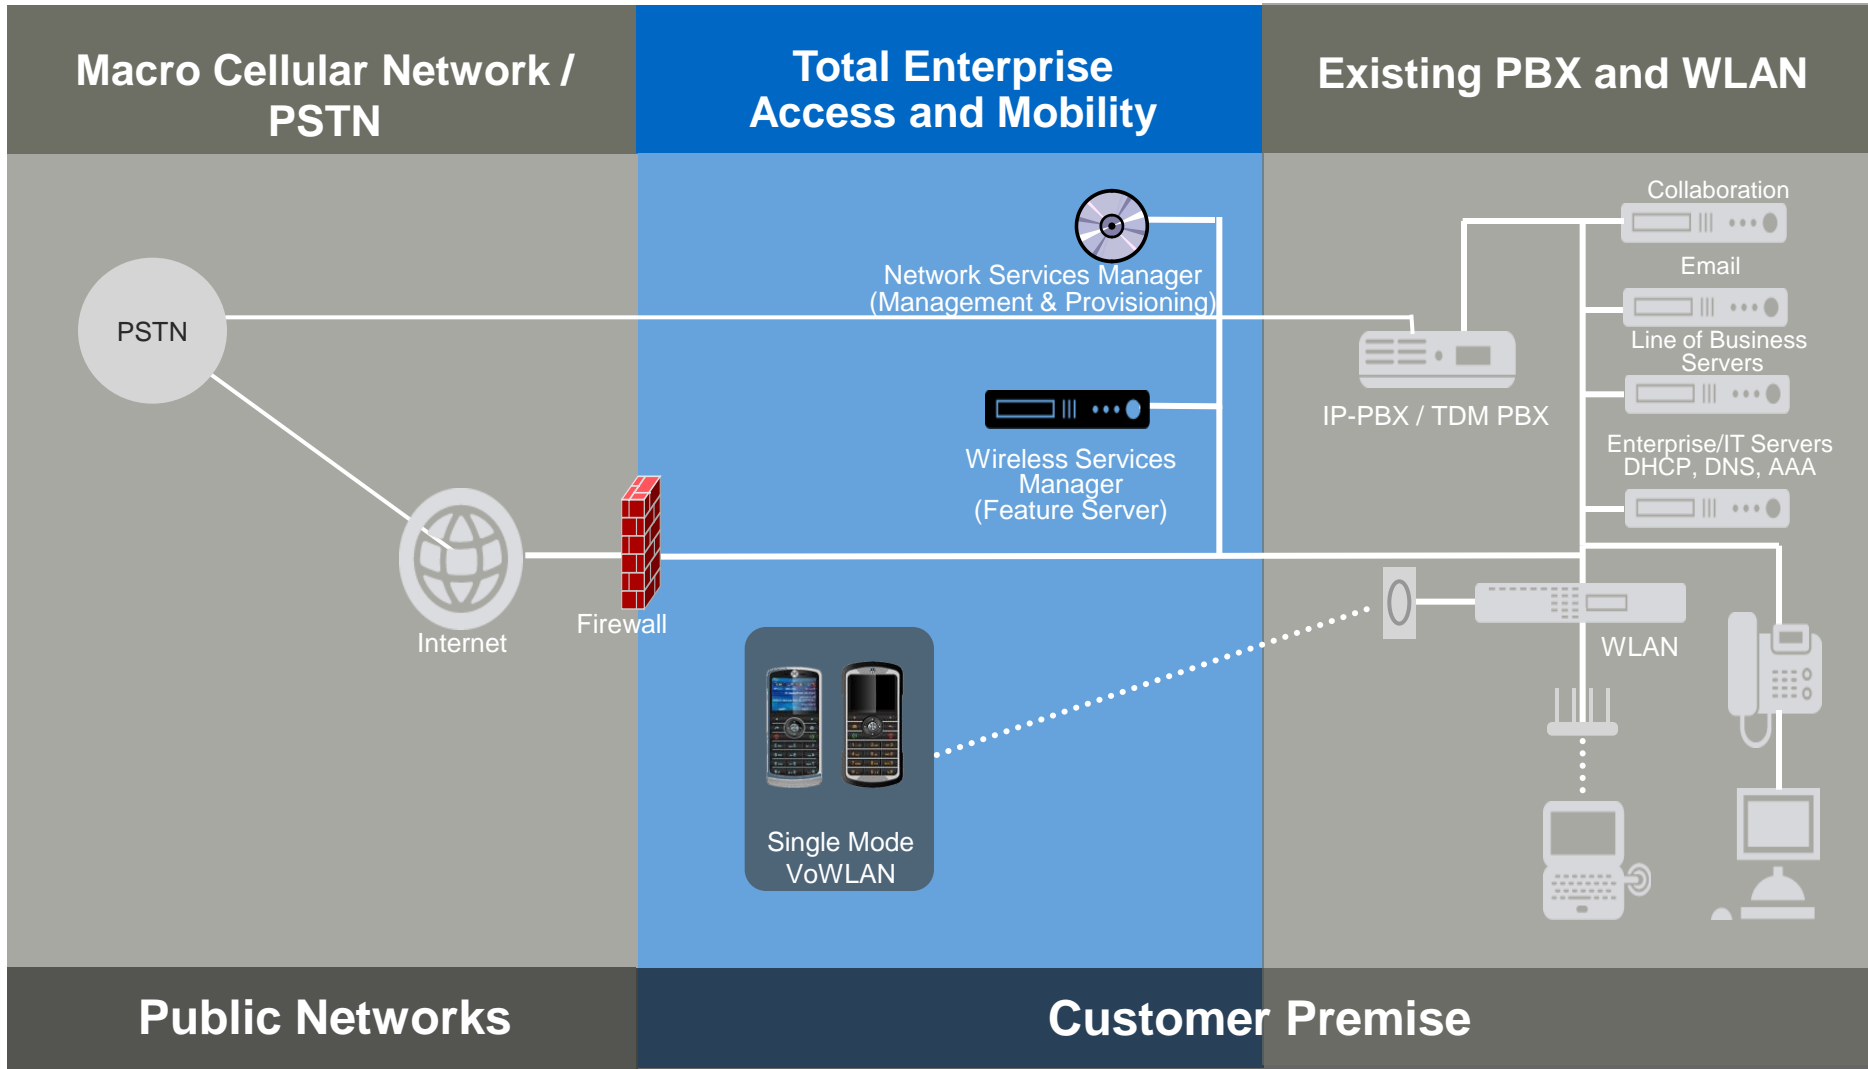 Macro Cellular Network /
PSTN
Total Enterprise
Access and Mobility
Existing PBX and WLAN
PSTN
Internet
Firewall
Network Services Manager
(Management & Provisioning)
Wireless Services
Manager
(Feature Server)
Single Mode
VoWLAN
IP-PBX / TDM PBX
Collaboration
Email
Line of Business
Servers
Enterprise/IT Servers
DHCP, DNS, AAA
WLAN
Public Networks
Customer Premise